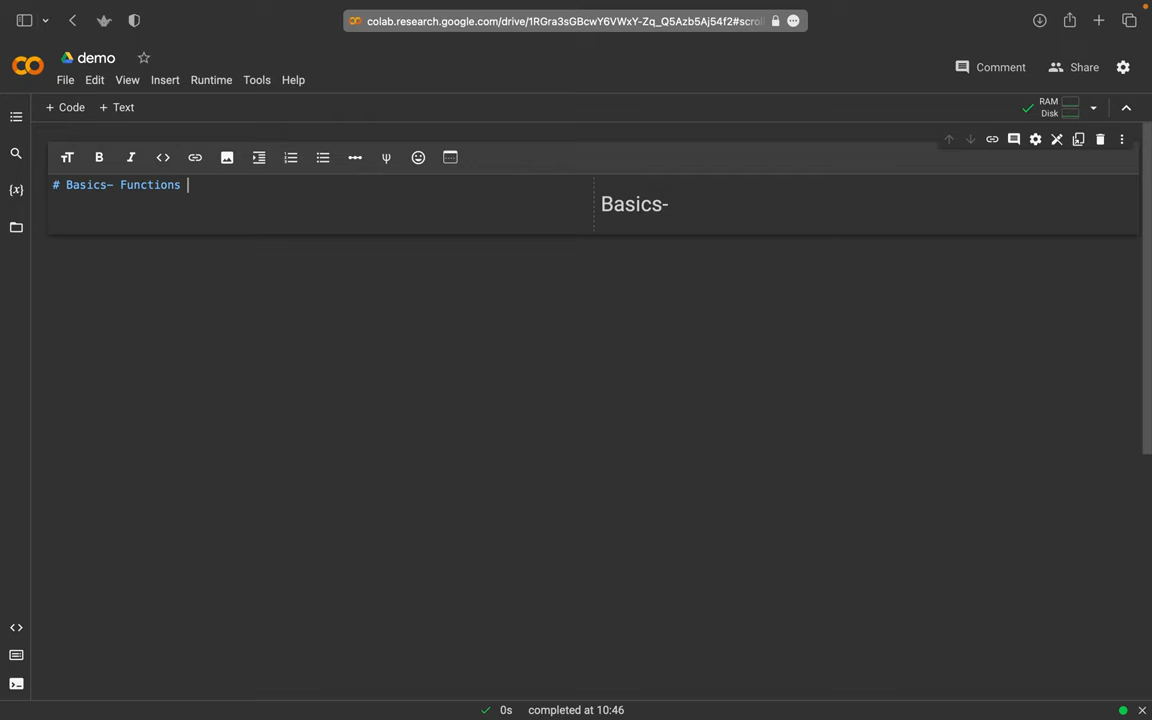 colab.research.google.com/drive/1RGra3sGBcwY6VWxY-Zq_Q5Azb5Aj54f2#scroll
demo
File Edit View Insert Runtime Tools Help
Comment Share
+ Code + Text
RAM
Disk
# Basics- Functions
Basics-
0s completed at 10:46